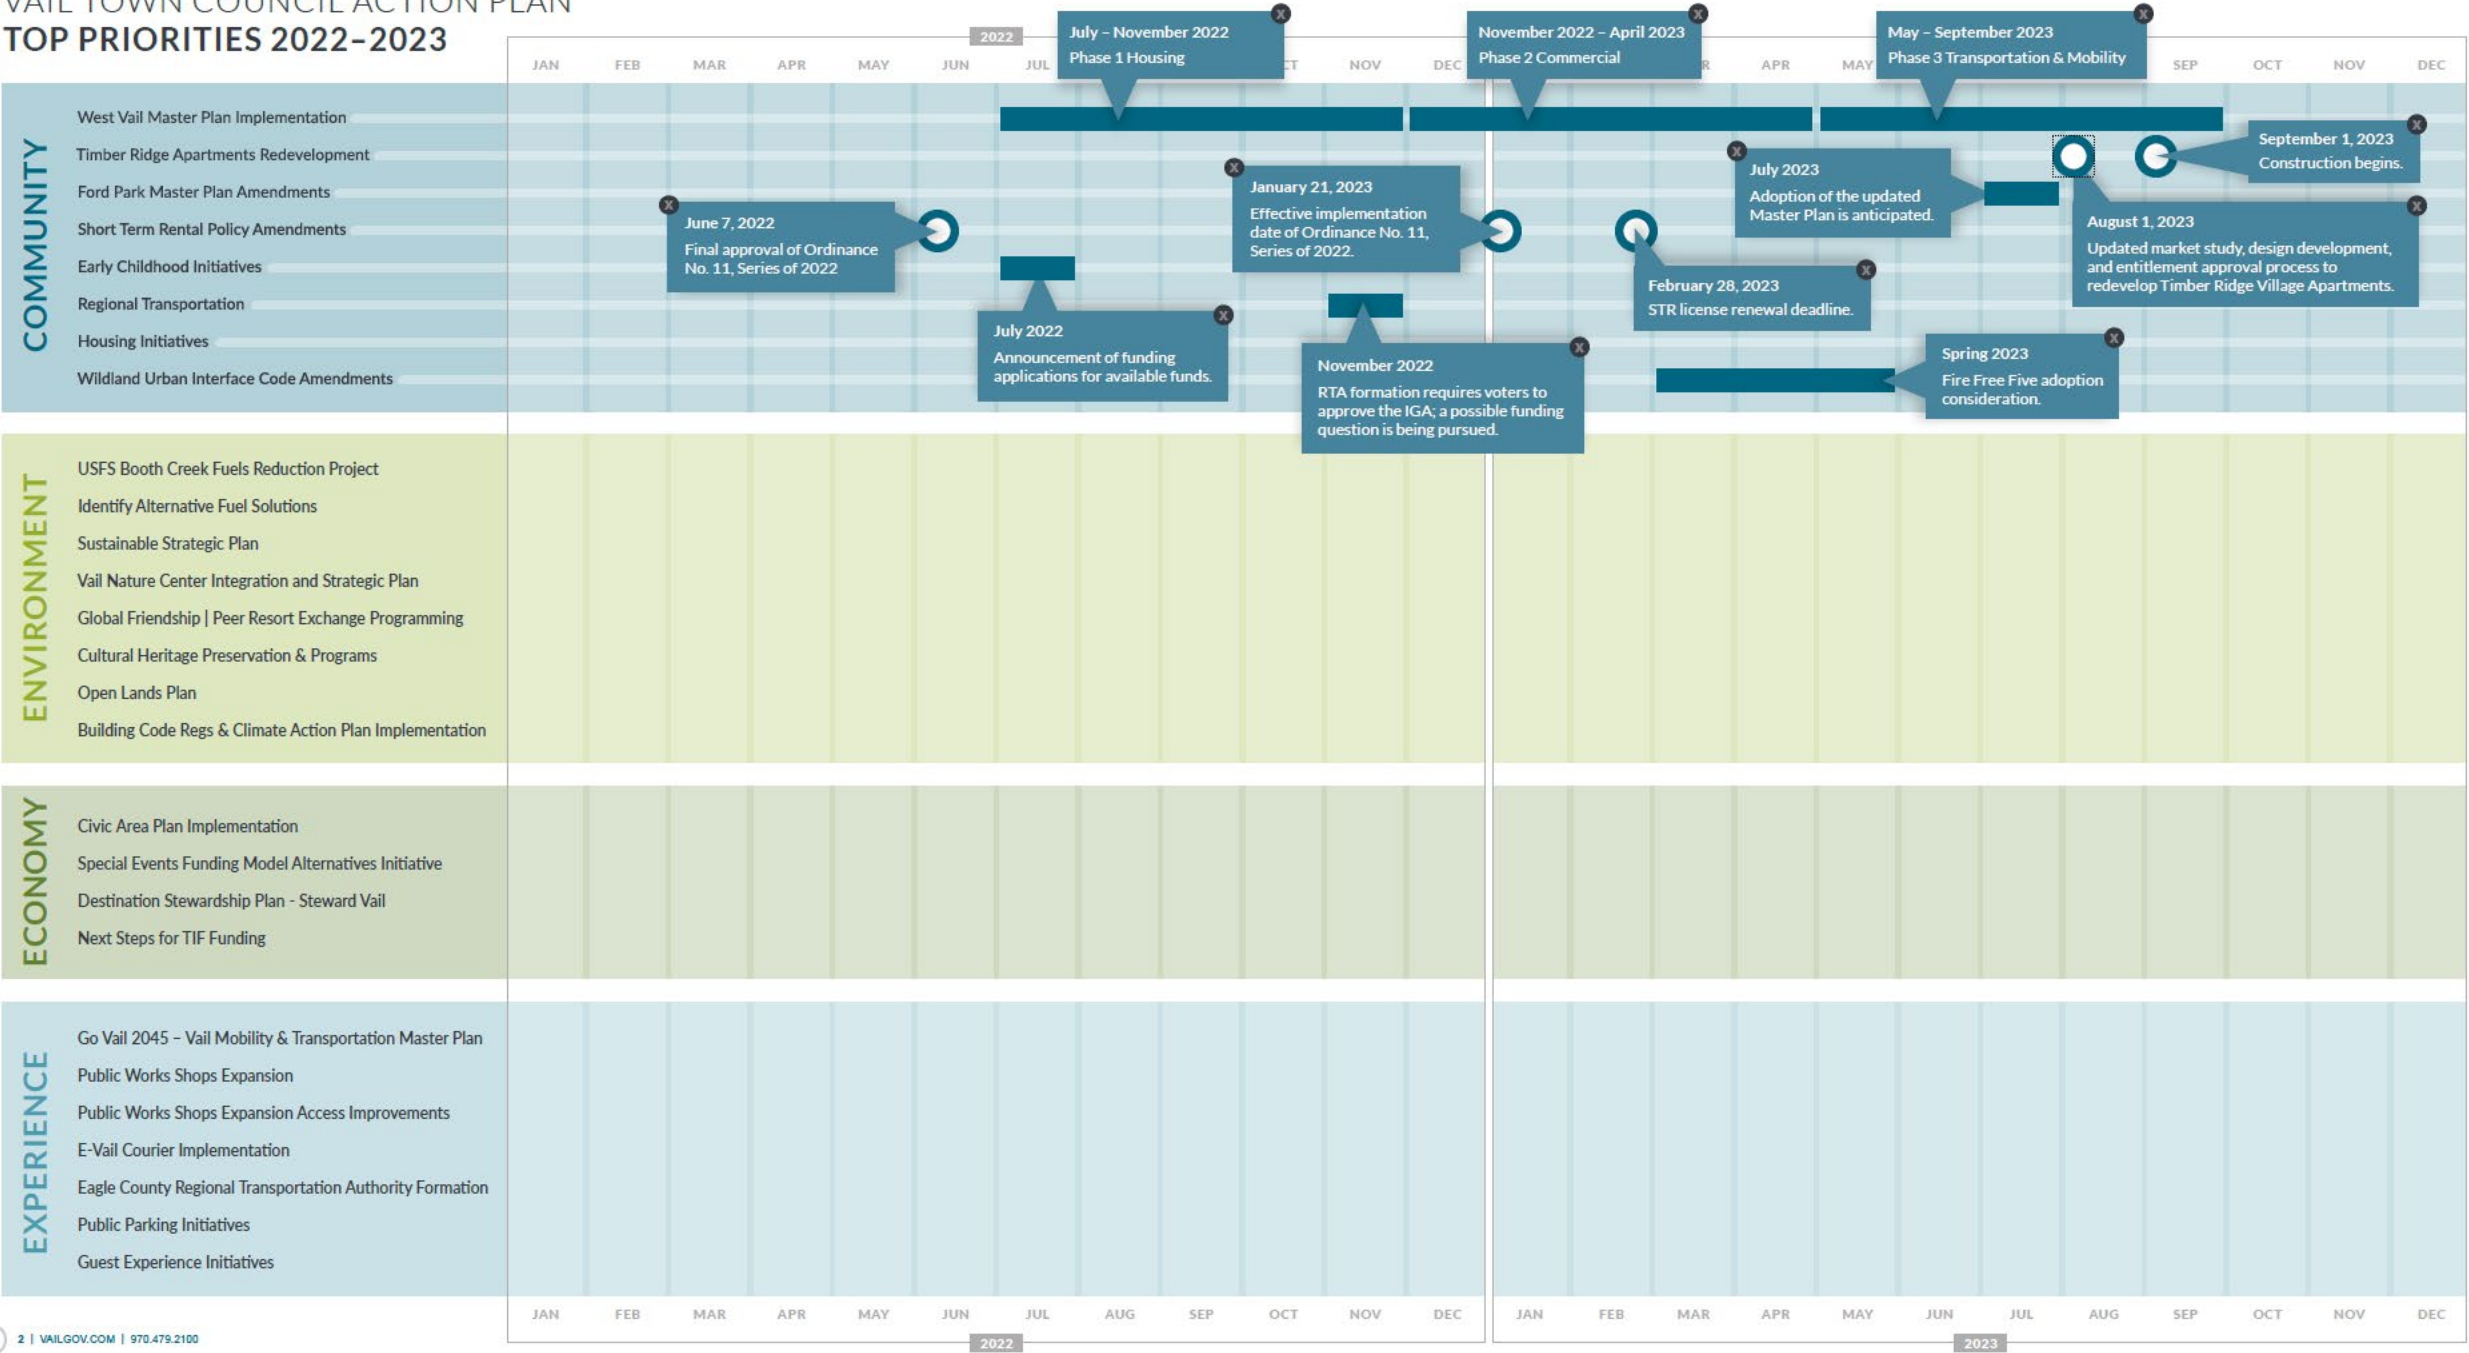 VAIL TOWN COUNCIL ACTION PLAN
TOP PRIORITIES 2022–2023
2022
JAN FEB MAR APR MAY JUN JUL CT NOV DEC R APR MAY SEP OCT NOV DEC
July – November 2022
Phase 1 Housing
X
November 2022 – April 2023
Phase 2 Commercial
X
May – September 2023
Phase 3 Transportation & Mobility
X
COMMUNITY
West Vail Master Plan Implementation
Timber Ridge Apartments Redevelopment
Ford Park Master Plan Amendments
Short Term Rental Policy Amendments
Early Childhood Initiatives
Regional Transportation
Housing Initiatives
Wildland Urban Interface Code Amendments
X
June 7, 2022
Final approval of Ordinance
No. 11, Series of 2022
X
July 2022
Announcement of funding
applications for available funds.
X
January 21, 2023
Effective implementation
date of Ordinance No. 11,
Series of 2022.
X
November 2022
RTA formation requires voters to
approve the IGA; a possible funding
question is being pursued.
X
February 28, 2023
STR license renewal deadline.
X
July 2023
Adoption of the updated
Master Plan is anticipated.
X
September 1, 2023
Construction begins.
X
August 1, 2023
Updated market study, design development,
and entitlement approval process to
redevelop Timber Ridge Village Apartments.
X
Spring 2023
Fire Free Five adoption
consideration.
ENVIRONMENT
USFS Booth Creek Fuels Reduction Project
Identify Alternative Fuel Solutions
Sustainable Strategic Plan
Vail Nature Center Integration and Strategic Plan
Global Friendship | Peer Resort Exchange Programming
Cultural Heritage Preservation & Programs
Open Lands Plan
Building Code Regs & Climate Action Plan Implementation
ECONOMY
Civic Area Plan Implementation
Special Events Funding Model Alternatives Initiative
Destination Stewardship Plan - Steward Vail
Next Steps for TIF Funding
EXPERIENCE
Go Vail 2045 – Vail Mobility & Transportation Master Plan
Public Works Shops Expansion
Public Works Shops Expansion Access Improvements
E-Vail Courier Implementation
Eagle County Regional Transportation Authority Formation
Public Parking Initiatives
Guest Experience Initiatives
JAN FEB MAR APR MAY JUN JUL AUG SEP OCT NOV DEC JAN FEB MAR APR MAY JUN JUL AUG SEP OCT NOV DEC
2022 2023
2 | VAILGOV.COM | 970.479.2100